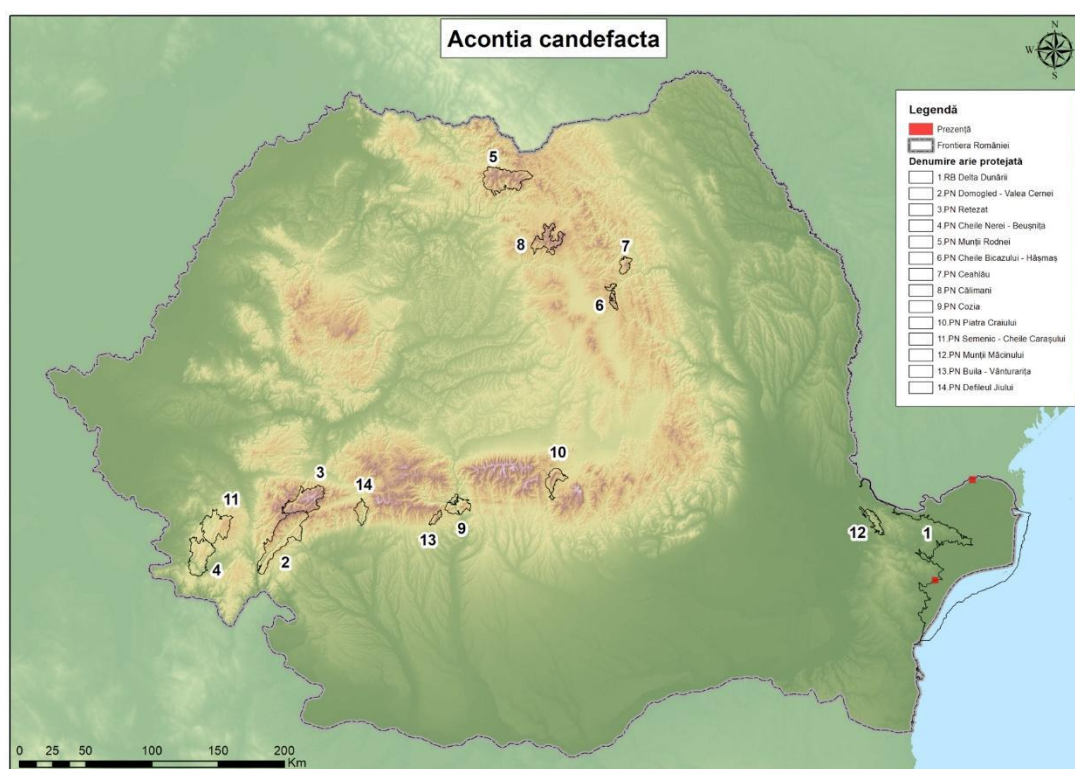 Acontia candefacta
N
W
E
S
Legendă
Prezență
Frontiera României
Denumire arie protejată
1.RB Delta Dunării
2.PN Domogled - Valea Cernei
3.PN Retezat
4.PN Cheile Nerei - Beușnița
5.PN Munții Rodnei
6.PN Cheile Bicazului - Hășmaș
7.PN Ceahlău
8.PN Călimani
9.PN Cozia
10.PN Piatra Craiului
11.PN Semenic - Cheile Carașului
12.PN Munții Măcinului
13.PN Buila - Vânturarița
14.PN Defileul Jiului
5
8
7
6
10
3
14
11
9
13
12
1
4
2
0 25 50 100 150 200
Km